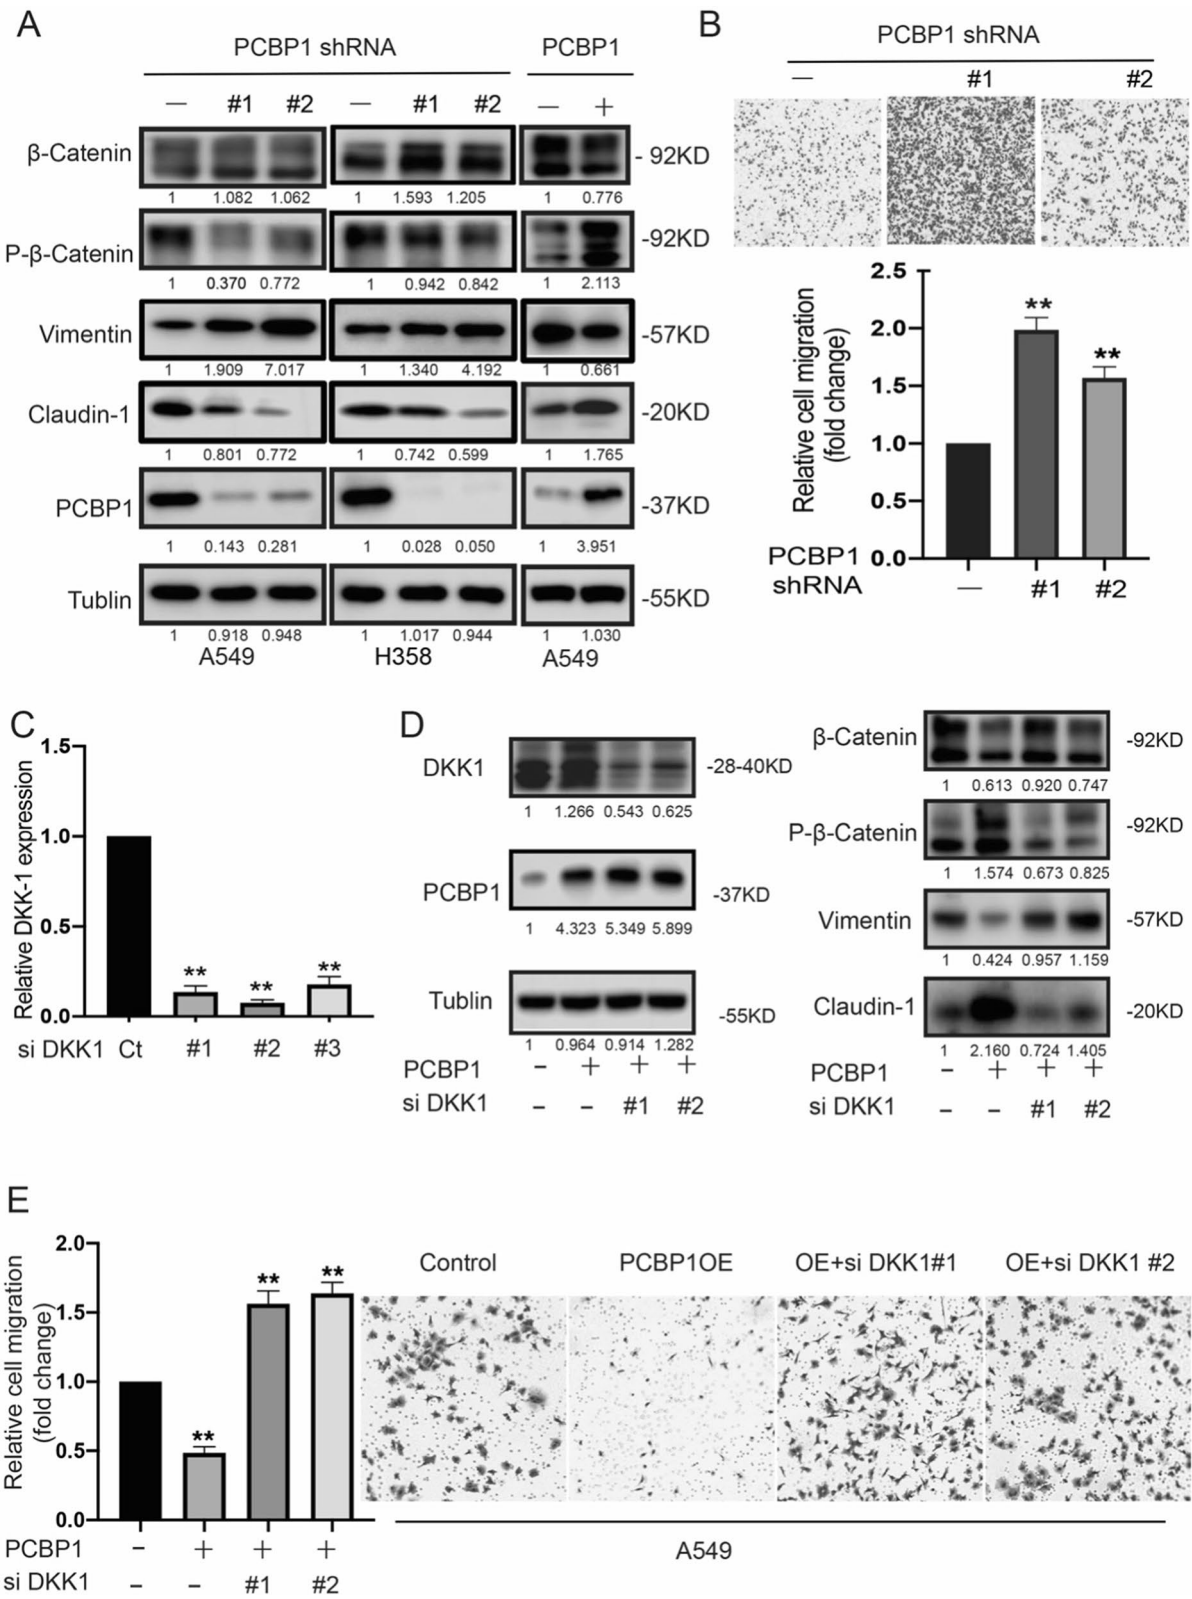 A
PCBP1 shRNA
PCBP1
— #1 #2 — #1 #2 — +
β-Catenin
- 92KD
1 1.082 1.062 1 1.593 1.205 1 0.776
P-β-Catenin
-92KD
1 0.370 0.772 1 0.942 0.842 1 2.113
Vimentin
-57KD
1 1.909 7.017 1 1.340 4.192 1 0.661
Claudin-1
-20KD
1 0.801 0.772 1 0.742 0.599 1 1.765
PCBP1
-37KD
1 0.143 0.281 1 0.028 0.050 1 3.951
Tublin
-55KD
1 0.918 0.948 1 1.017 0.944 1 1.030
A549 H358 A549
B
PCBP1 shRNA
— #1 #2
Relative cell migration
(fold change)
2.5
2.0
1.5
1.0
0.5
0.0
**
**
PCBP1
shRNA
— #1 #2
C
Relative DKK-1 expression
1.5
1.0
0.5
0.0
** ** **
si DKK1 Ct #1 #2 #3
D
DKK1
-28-40KD
1 1.266 0.543 0.625
PCBP1
-37KD
1 4.323 5.349 5.899
Tublin
-55KD
1 0.964 0.914 1.282
PCBP1 – + + +
si DKK1 – – #1 #2
β-Catenin
-92KD
1 0.613 0.920 0.747
P-β-Catenin
-92KD
1 1.574 0.673 0.825
Vimentin
-57KD
1 0.424 0.957 1.159
Claudin-1
-20KD
1 2.160 0.724 1.405
PCBP1 – + + +
si DKK1 – – #1 #2
E
Relative cell migration
(fold change)
2.0
1.5
1.0
0.5
0.0
** ** **
PCBP1 – + + +
si DKK1 – – #1 #2
Control PCBP1OE OE+si DKK1#1 OE+si DKK1 #2
A549